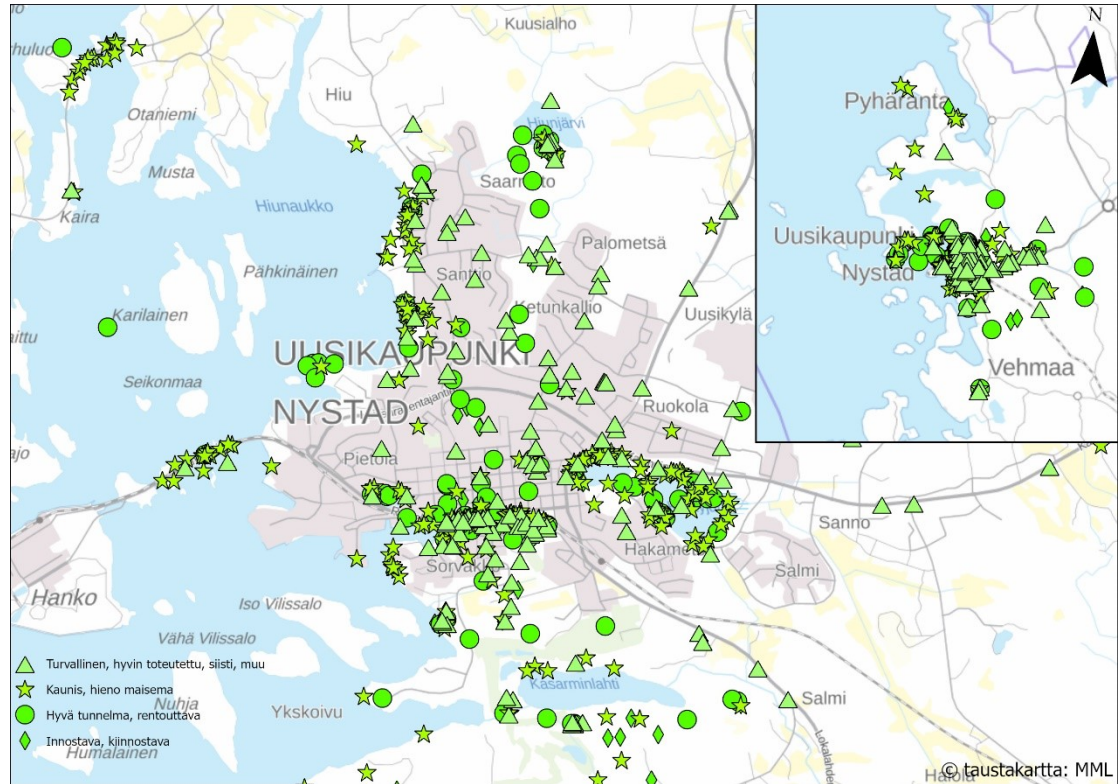 Kuusialho
Hiu
Otaniemi
Hiunjärvi
Musta
Kaira
Hiunaukko
Palometsä
Pähkinäinen
Santtio
Karilainen
Ketunkallio
Uusikylä
UUSIKAUPUNKI
Seikonmaa
NYSTAD
Ruokola
Pietola
Sanno
Salmi
Sorvakko
Hanko
Iso Vilissalo
Vähä Vilissalo
Kasarminlahti
Salmi
Nuhja
Ykskoivu
Humalainen
Lokalahden
Turvallinen, hyvin toteutettu, siisti, muu
Kaunis, hieno maisema
Hyvä tunnelma, rentouttava
Innostava, kiinnostava
N
Pyhäranta
Uusikaupunki
Nystad
Vehmaa
© taustakartta: MML